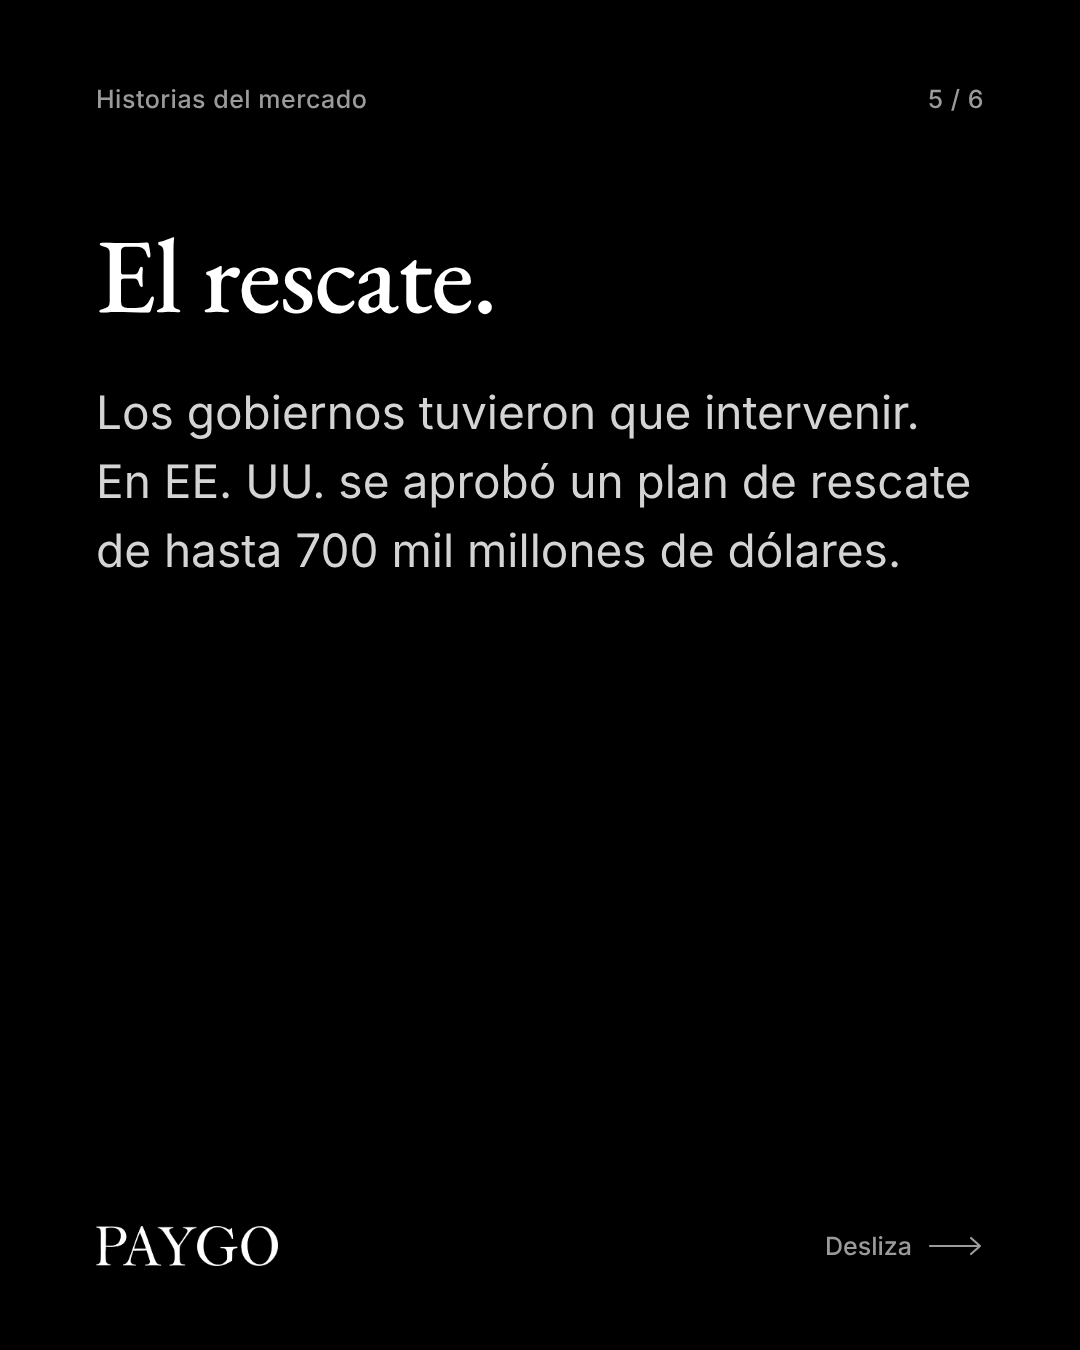 Historias del mercado
5 / 6
El rescate.
Los gobiernos tuvieron que intervenir.
En EE. UU. se aprobó un plan de rescate
de hasta 700 mil millones de dólares.
PAYGO
Desliza